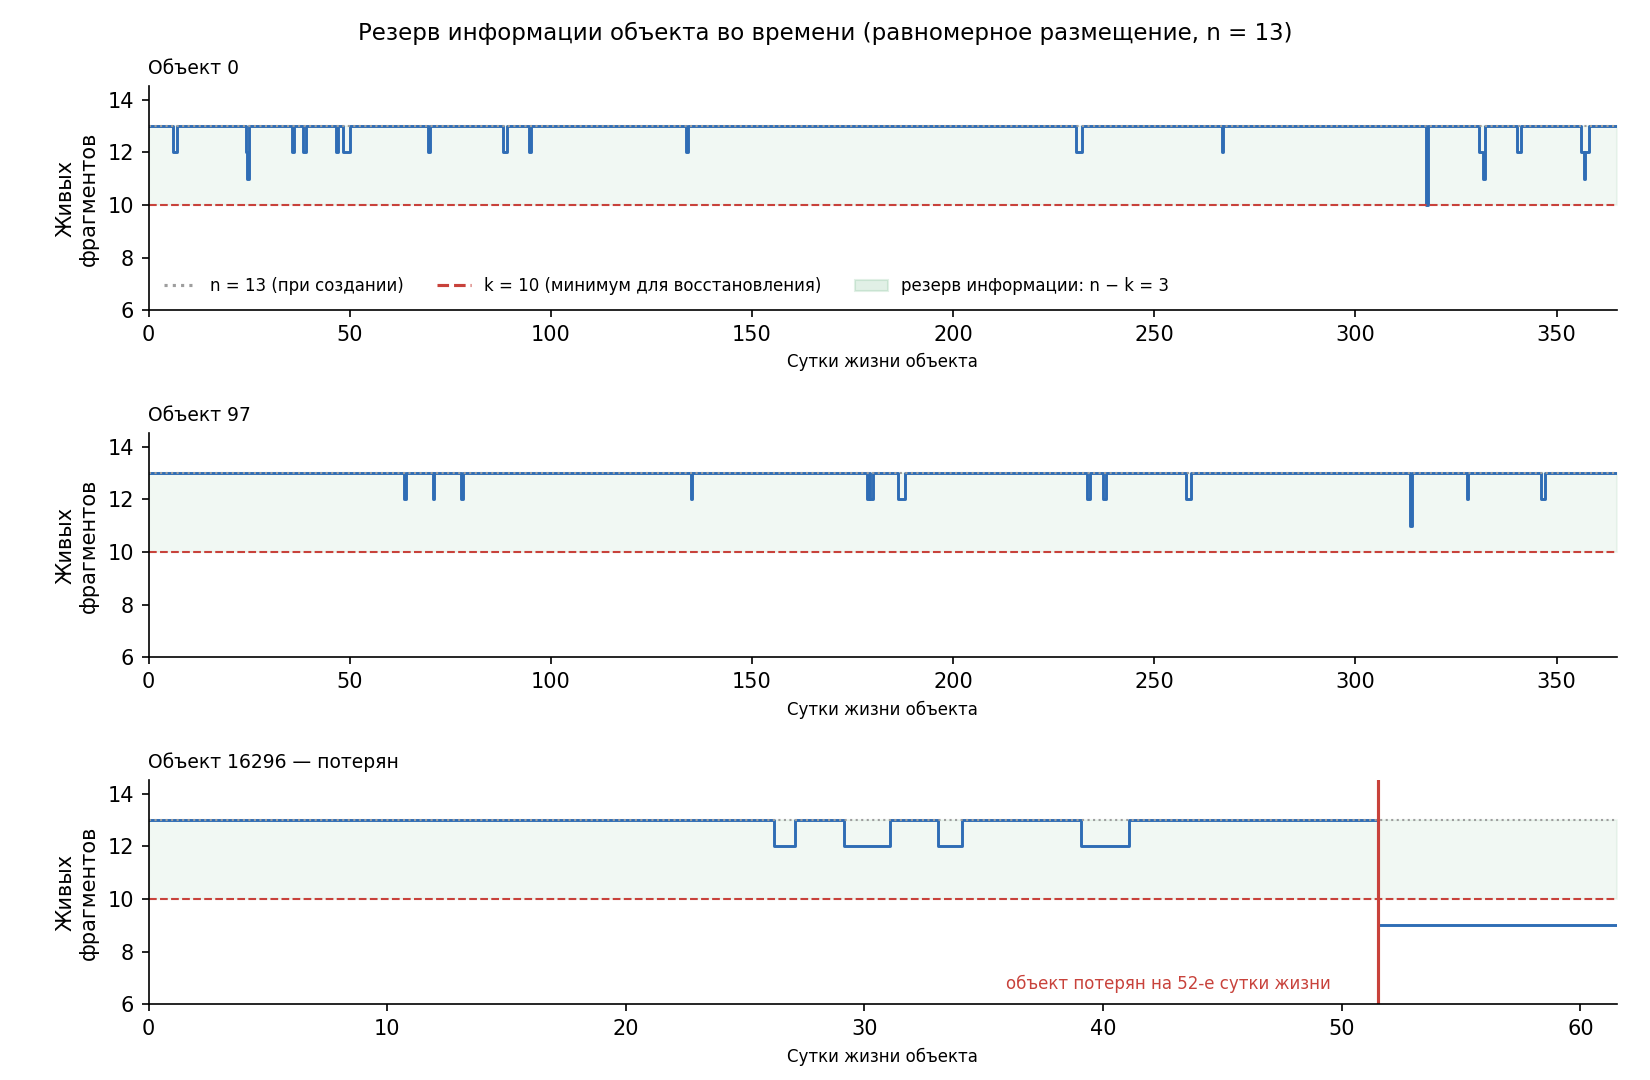 Резерв информации объекта во времени (равномерное размещение, n = 13)
Объект 0
Живых
фрагментов
14
12
10
8
6
n = 13 (при создании)
k = 10 (минимум для восстановления)
резерв информации: n − k = 3
0 50 100 150 200 250 300 350
Сутки жизни объекта
Объект 97
Живых
фрагментов
14
12
10
8
6
0 50 100 150 200 250 300 350
Сутки жизни объекта
Объект 16296 — потерян
Живых
фрагментов
14
12
10
8
6
объект потерян на 52-е сутки жизни
0 10 20 30 40 50 60
Сутки жизни объекта